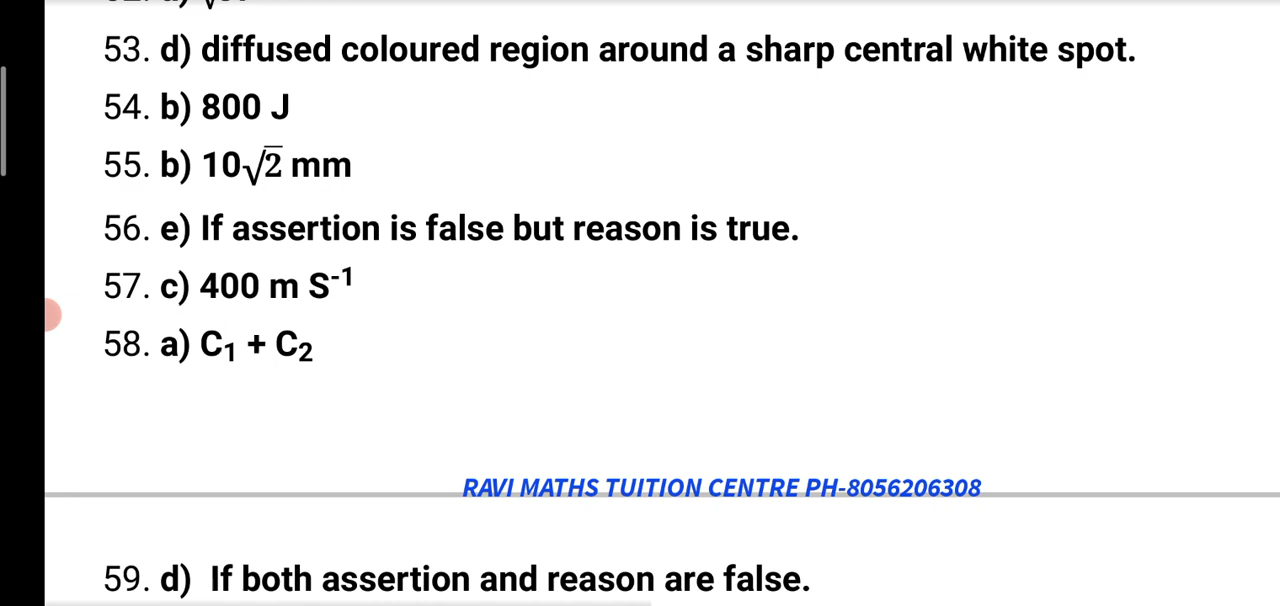 53. d) diffused coloured region around a sharp central white spot.
54. b) 800 J
55. b) 10√2 mm
56. e) If assertion is false but reason is true.
57. c) 400 m S⁻¹
58. a) C₁ + C₂
RAVI MATHS TUITION CENTRE PH-8056206308
59. d) If both assertion and reason are false.